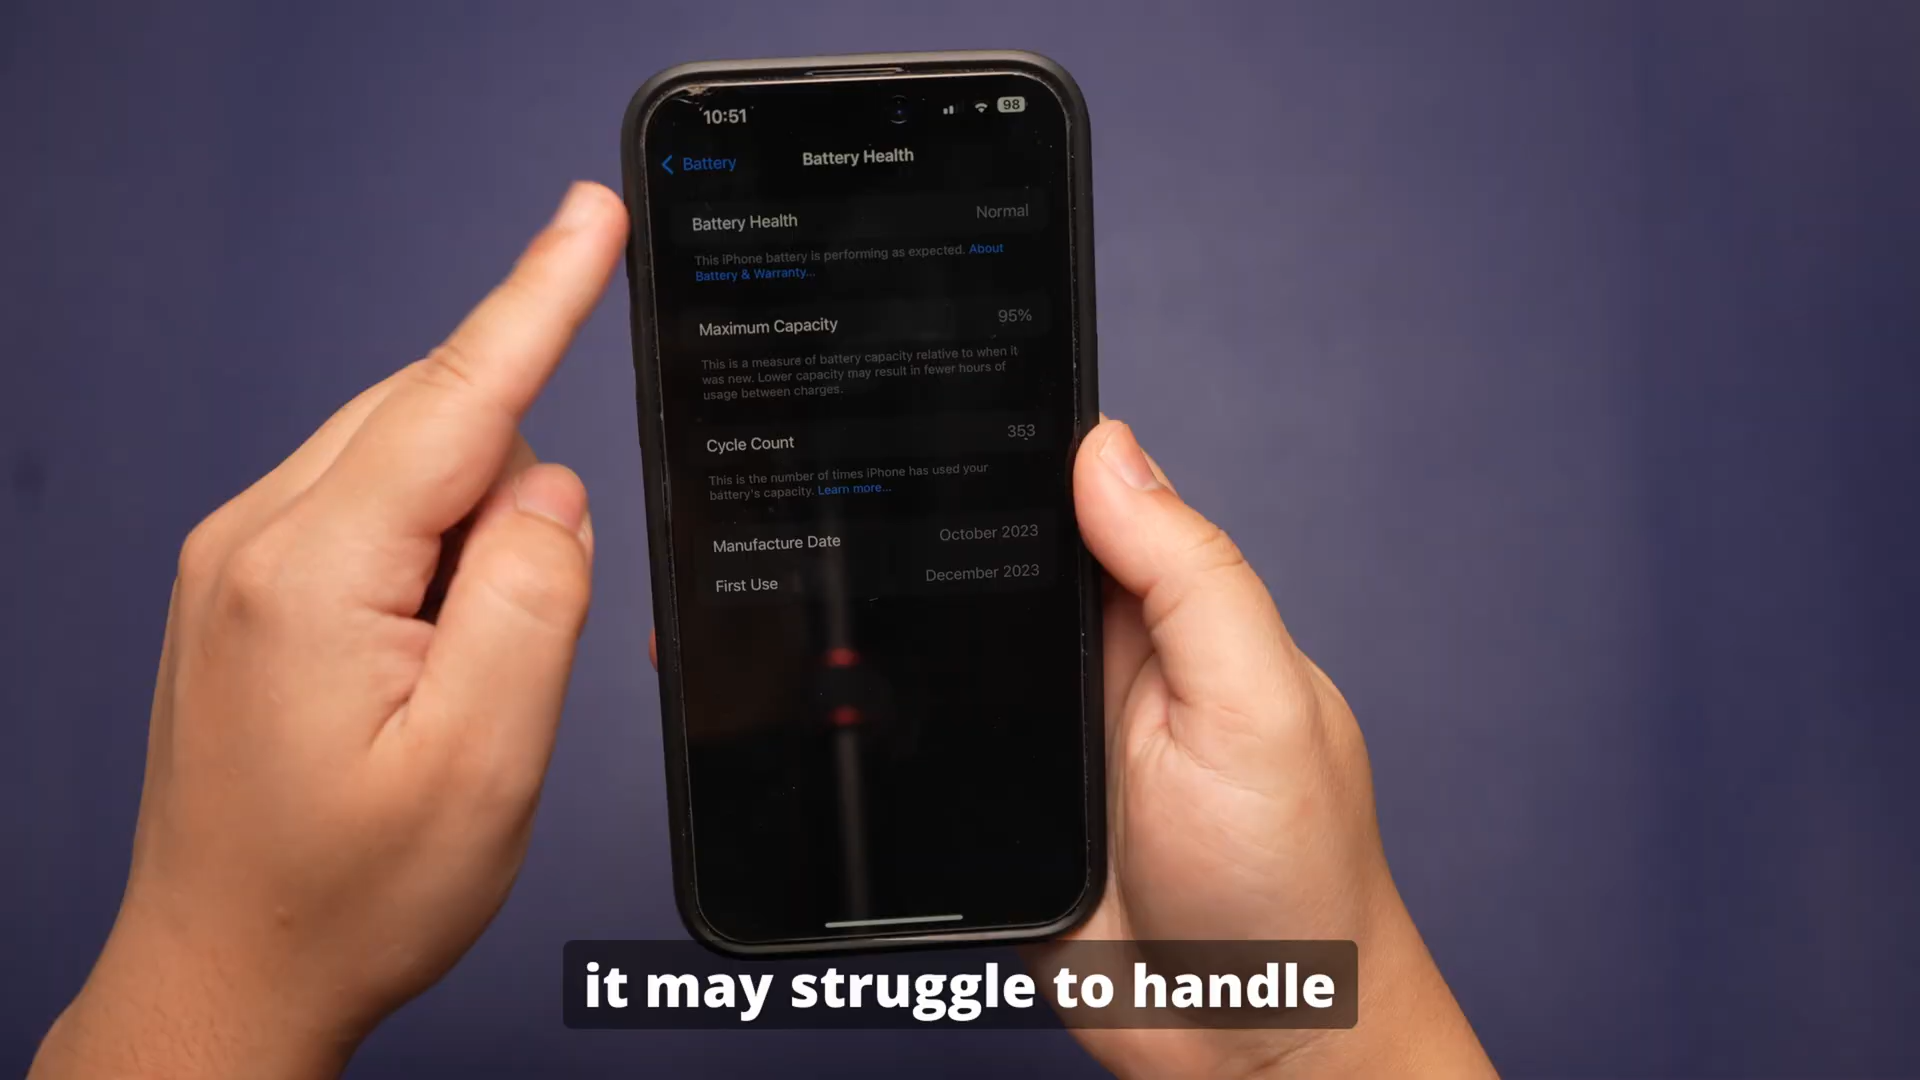 10:51
98
Battery
Battery Health
Battery Health
Normal
This iPhone battery is performing as expected. About
Battery & Warranty...
Maximum Capacity
95%
This is a measure of battery capacity relative to when it
was new. Lower capacity may result in fewer hours of
usage between charges.
Cycle Count
353
This is the number of times iPhone has used your
battery's capacity. Learn more...
Manufacture Date
October 2023
First Use
December 2023
it may struggle to handle